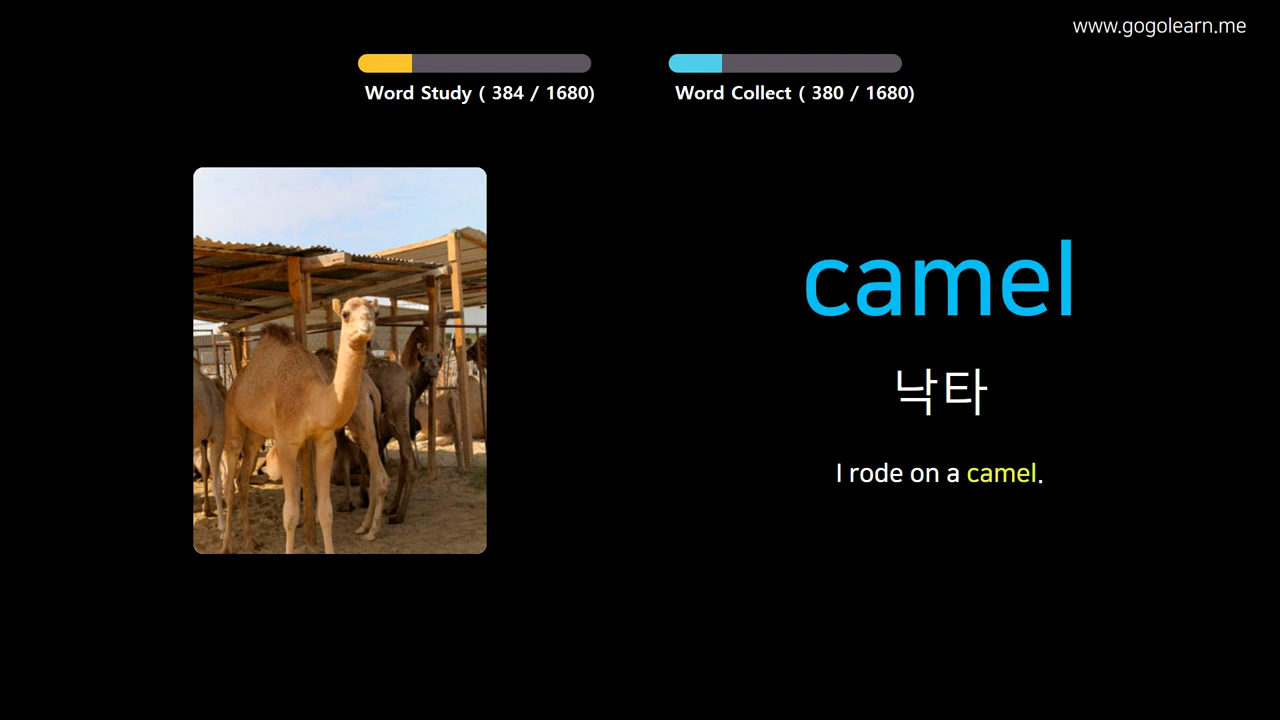 www.gogolearn.me
Word Study ( 384 / 1680)
Word Collect ( 380 / 1680)
camel
낙타
I rode on a camel.